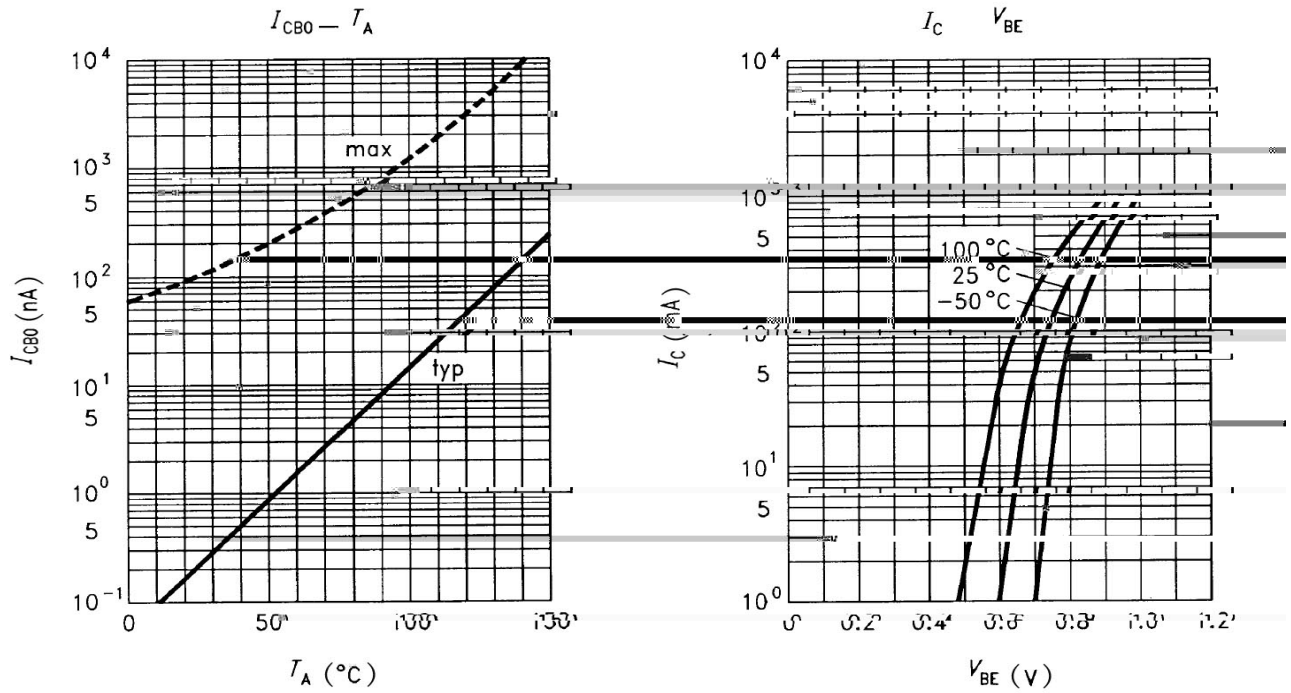 I_CBO — T_A
10^4
10^3
5
10^2
5
10^1
5
10^0
5
10^-1
I_CBO (nA)
max
typ
0
50
T_A (°C)
I_C V_BE
10^4
5
5
10^1
5
10^0
I_C (mA)
100 °C
25 °C
-50 °C
V_BE (V)